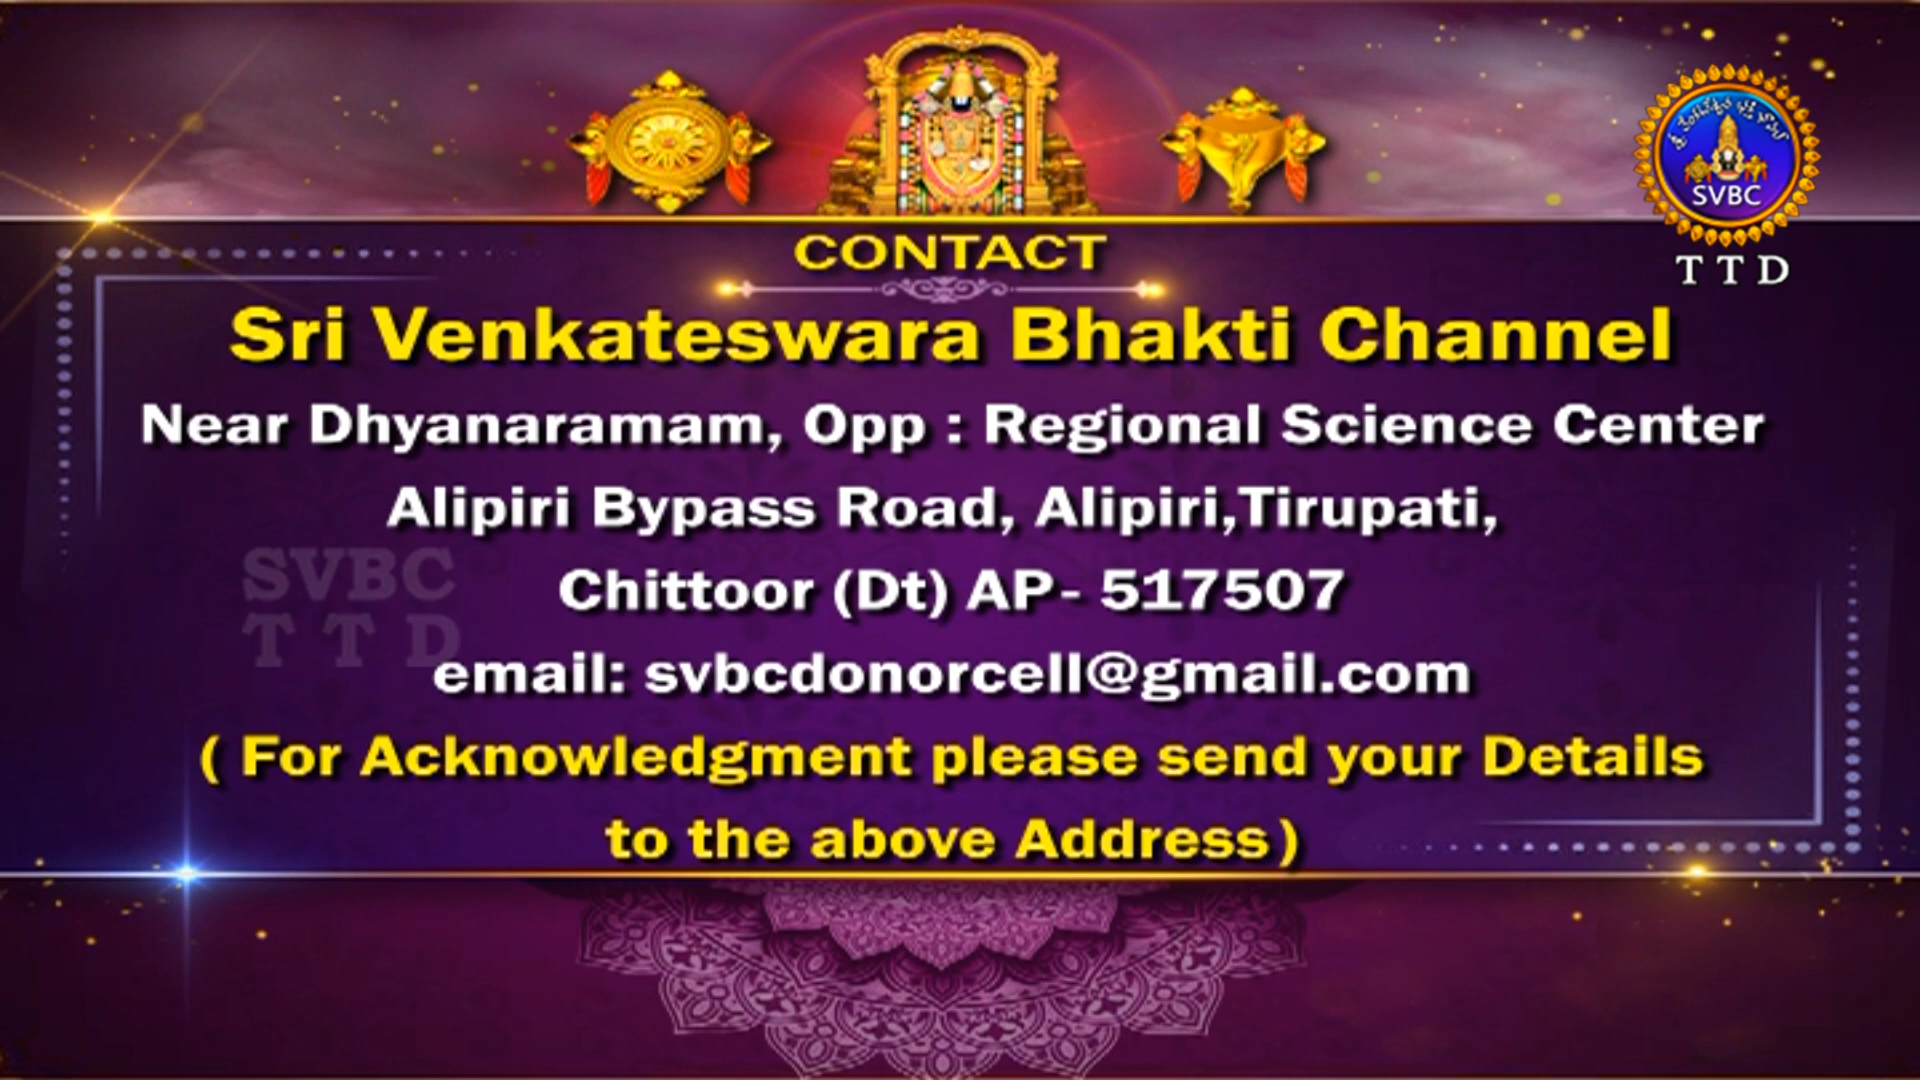 CONTACT
Sri Venkateswara Bhakti Channel
Near Dhyanaramam, Opp : Regional Science Center
Alipiri Bypass Road, Alipiri,Tirupati,
Chittoor (Dt) AP- 517507
email: svbcdonorcell@gmail.com
( For Acknowledgment please send your Details
to the above Address)
SVBC
T T D
SVBC
T T D